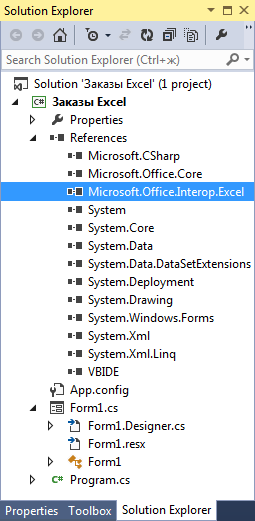 Solution Explorer
Search Solution Explorer (Ctrl+ж)
Solution 'Заказы Excel' (1 project)
C# Заказы Excel
Properties
References
Microsoft.CSharp
Microsoft.Office.Core
Microsoft.Office.Interop.Excel
System
System.Core
System.Data
System.Data.DataSetExtensions
System.Deployment
System.Drawing
System.Windows.Forms
System.Xml
System.Xml.Linq
VBIDE
App.config
Form1.cs
Form1.Designer.cs
Form1.resx
Form1
C# Program.cs
Properties Toolbox Solution Explorer